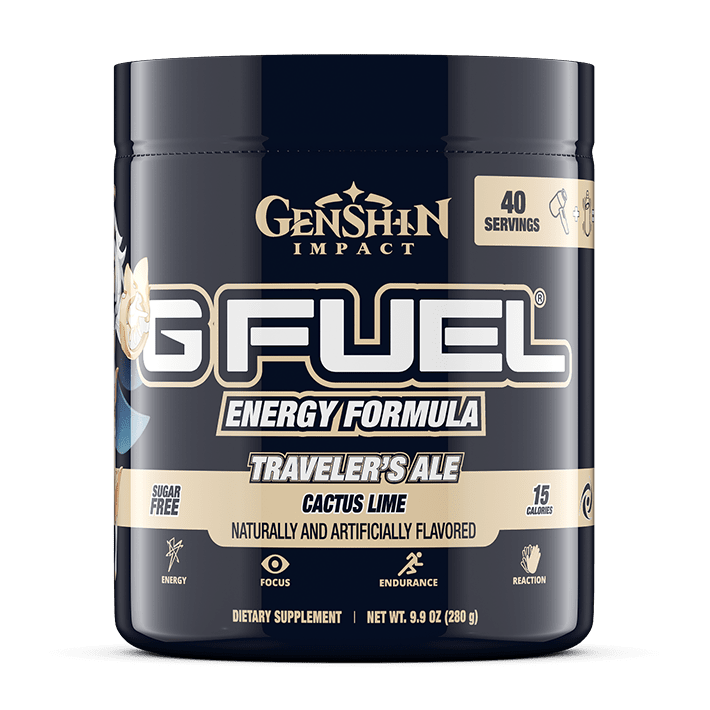 GENSHIN
IMPACT
40
SERVINGS
G FUEL®
ENERGY FORMULA
TRAVELER'S ALE
CACTUS LIME
NATURALLY AND ARTIFICIALLY FLAVORED
SUGAR
FREE
15
CALORIES
ENERGY
FOCUS
ENDURANCE
REACTION
DIETARY SUPPLEMENT | NET WT. 9.9 OZ (280 g)